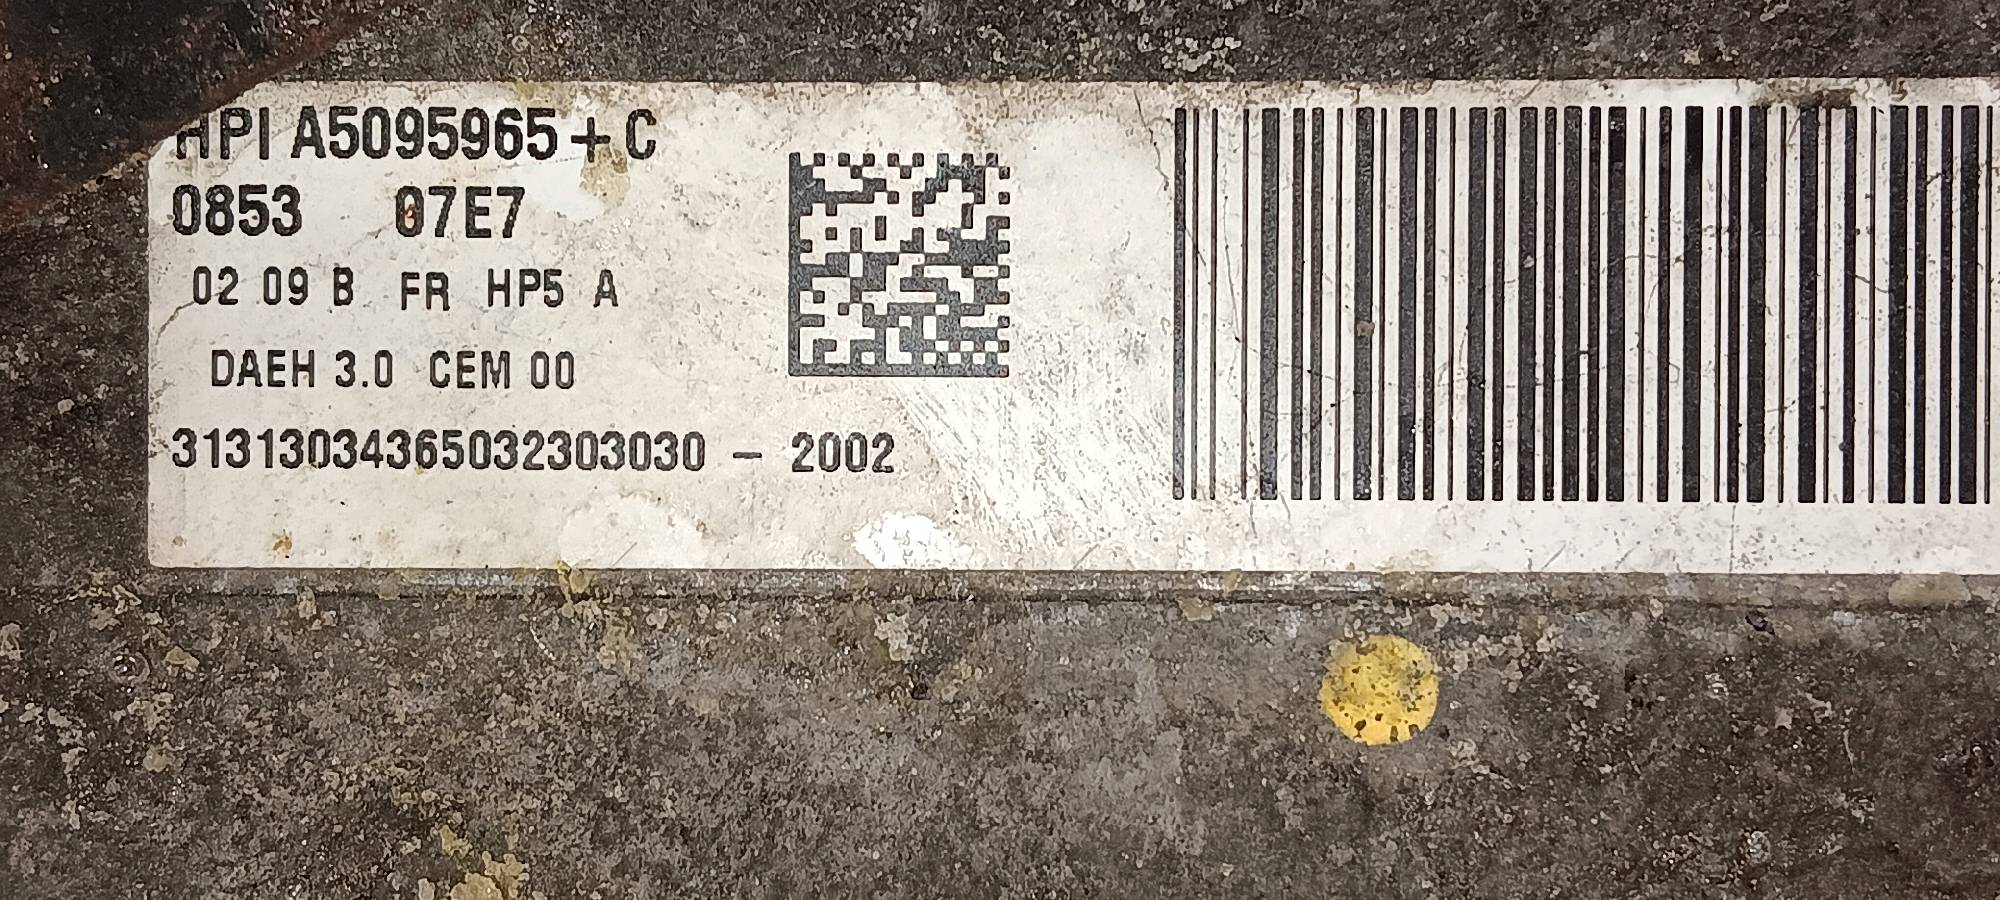 HPI A5095965+C
0853 07E7
02 09 B FR HP5 A
DAEH 3.0 CEM 00
31313034365032303030 – 2002